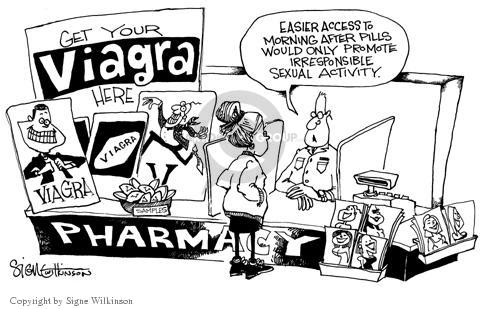 GET YOUR
Viagra
HERE
EASIER ACCESS TO
MORNING AFTER PILLS
WOULD ONLY PROMOTE
IRRESPONSIBLE
SEXUAL ACTIVITY.
VIAGRA
VIAGRA
V
SAMPLES
GROUP
PHARMACY
Signe Wilkinson
Copyright by Signe Wilkinson